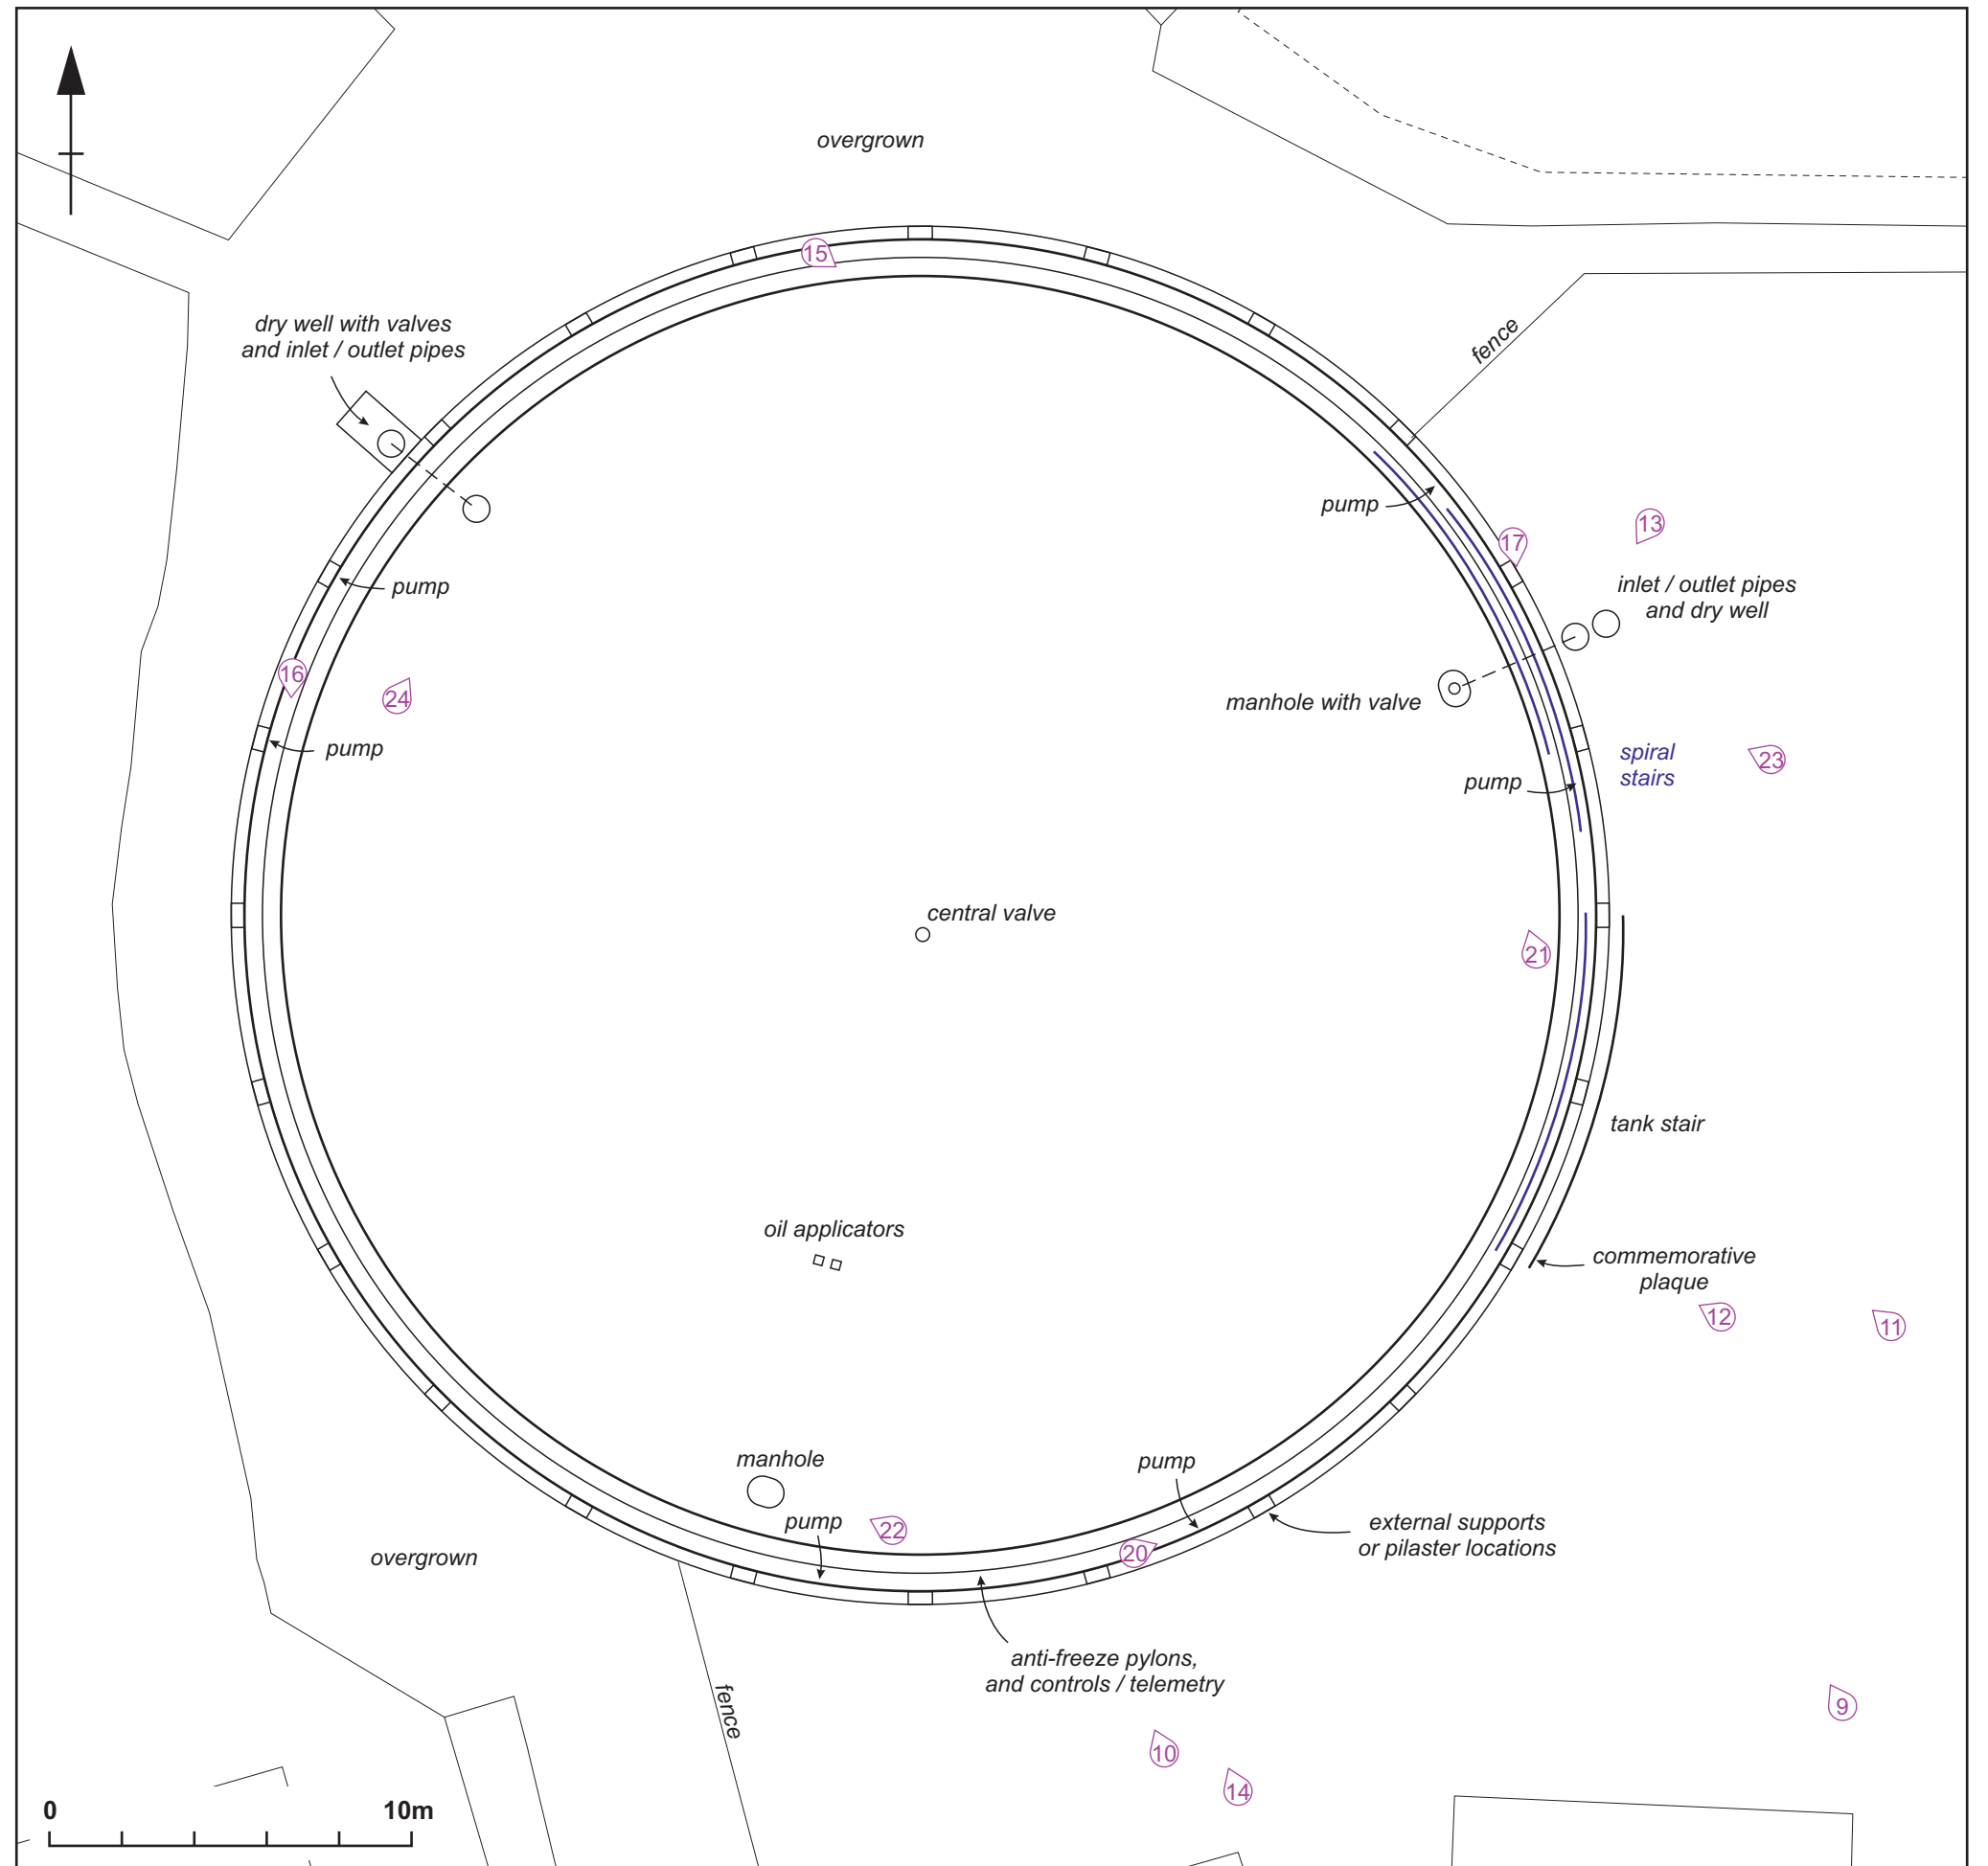 overgrown
15
dry well with valves
and inlet / outlet pipes
fence
pump
17
13
inlet / outlet pipes
and dry well
pump
16
24
manhole with valve
pump
spiral
stairs
23
pump
central valve
21
tank stair
oil applicators
commemorative
plaque
12
11
manhole
pump
pump
22
20
external supports
or pilaster locations
overgrown
anti-freeze pylons,
and controls / telemetry
fence
9
10
14
0
10m